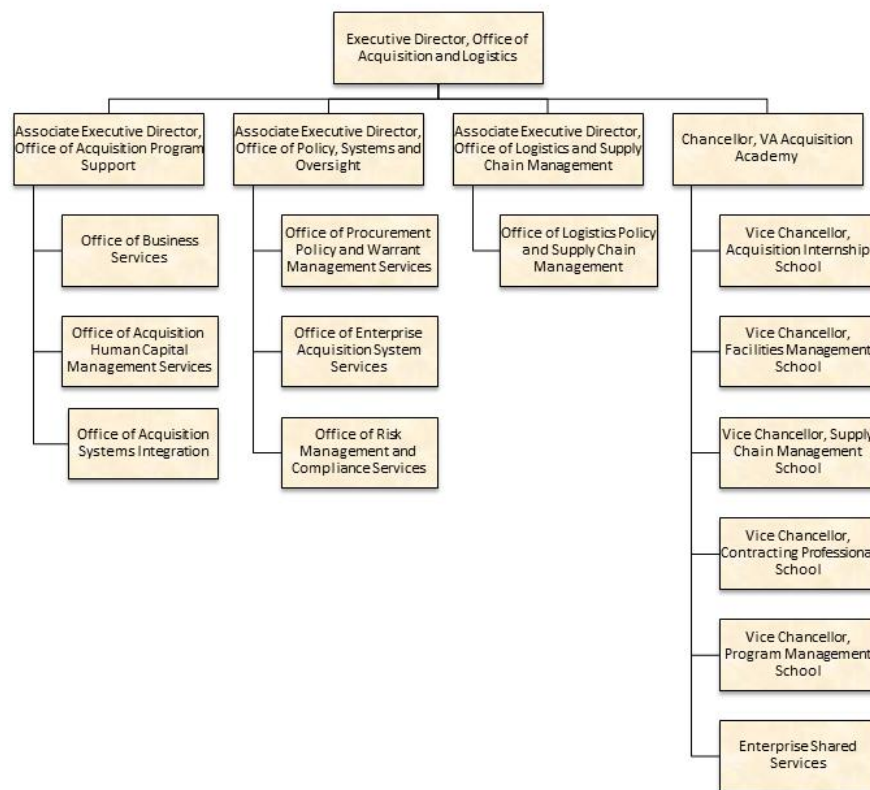 Executive Director, Office of
Acquisition and Logistics
Associate Executive Director,
Office of Acquisition Program
Support
Associate Executive Director,
Office of Policy, Systems and
Oversight
Associate Executive Director,
Office of Logistics and Supply
Chain Management
Chancellor, VA Acquisition
Academy
Office of Business
Services
Office of Acquisition
Human Capital
Management Services
Office of Acquisition
Systems Integration
Office of Procurement
Policy and Warrant
Management Services
Office of Enterprise
Acquisition System
Services
Office of Risk
Management and
Compliance Services
Office of Logistics Policy
and Supply Chain
Management
Vice Chancellor,
Acquisition Internship
School
Vice Chancellor,
Facilities Management
School
Vice Chancellor, Supply
Chain Management
School
Vice Chancellor,
Contracting Professiona
School
Vice Chancellor,
Program Management
School
Enterprise Shared
Services